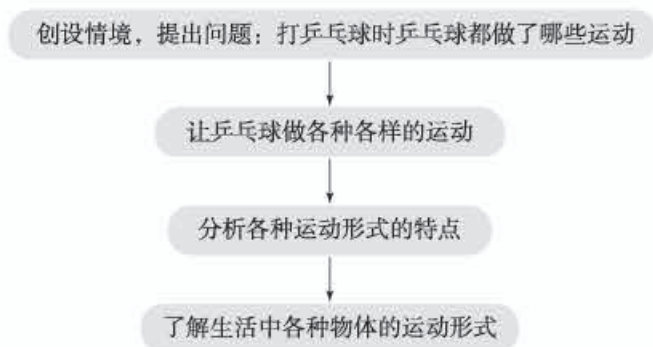 创设情境，提出问题：打乒乓球时乒乓球都做了哪些运动
让乒乓球做各种各样的运动
分析各种运动形式的特点
了解生活中各种物体的运动形式